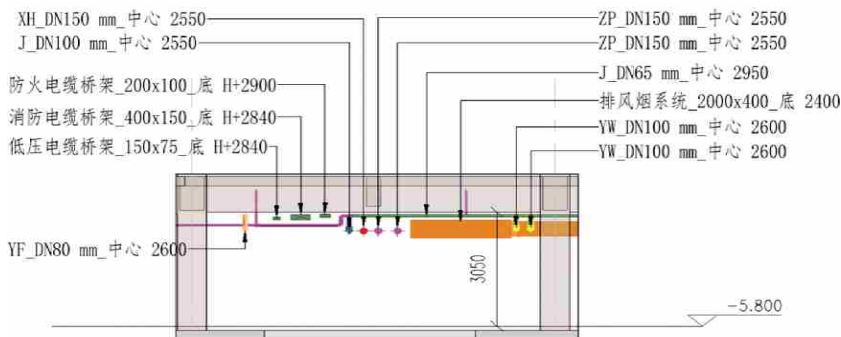 XH_DN150 mm_中心 2550
J_DN100 mm_中心 2550
防火电缆桥架_200x100_底 H+2900
消防电缆桥架_400x150_底 H+2840
低压电缆桥架_150x75_底 H+2840
YF_DN80 mm_中心 2600
ZP_DN150 mm_中心 2550
ZP_DN150 mm_中心 2550
J_DN65 mm_中心 2950
排风烟系统_2000x400_底 2400
YW_DN100 mm_中心 2600
YW_DN100 mm_中心 2600
3050
-5.800